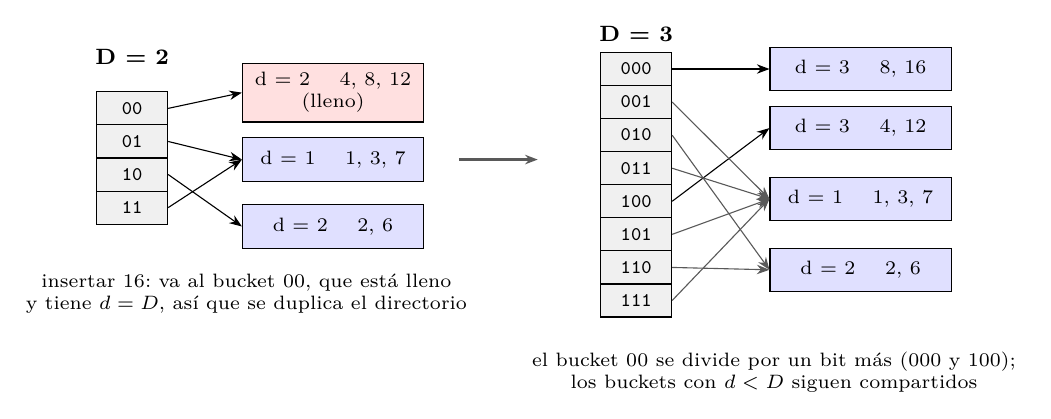 D = 2
00
01
10
11
d = 2 4, 8, 12
(lleno)
d = 1 1, 3, 7
d = 2 2, 6
insertar 16: va al bucket 00, que está lleno
y tiene d = D, así que se duplica el directorio
D = 3
000
001
010
011
100
101
110
111
d = 3 8, 16
d = 3 4, 12
d = 1 1, 3, 7
d = 2 2, 6
el bucket 00 se divide por un bit más (000 y 100);
los buckets con d < D siguen compartidos